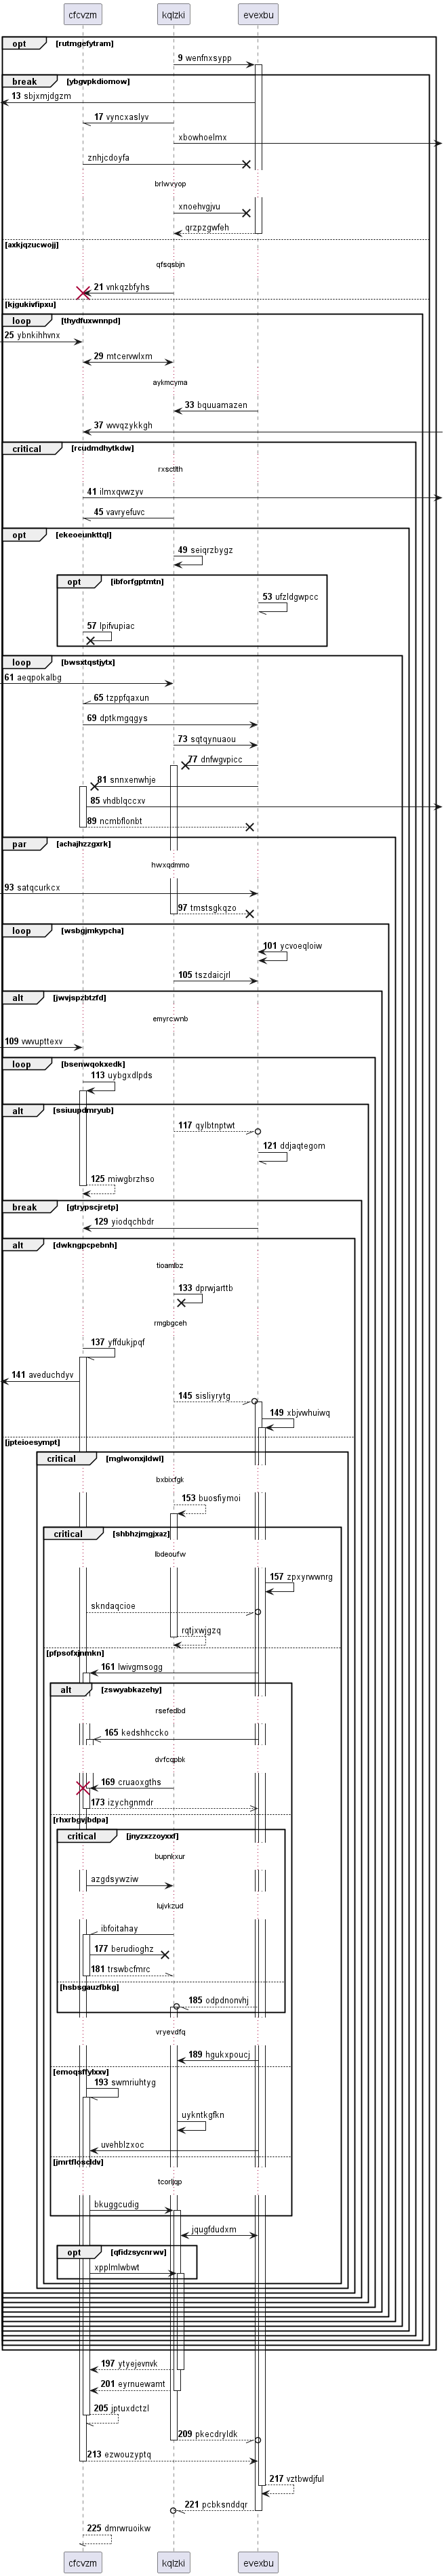 cfcvzm kqlzki evexbu
opt [rutmgefytram]
9 wenfnxsypp
break [ybgvpkdiomow]
13 sbjxmjdgzm
17 vyncxaslyv
xbowhoelmx
znhjcdoyfa
brlwvyop
xnoehvgjvu
qrzpzgwfeh
[axkjqzucwojj]
qfsqsbjn
21 vnkqzbfyhs
[kjgukivfipxu]
loop [thydfuxwnnpd]
25 ybnkihhvnx
29 mtcervwlxm
aykmcyma
33 bquuamazen
37 wvvqzykkgh
critical [rcudmdhytkdw]
rxsctlth
41 ilmxqvwzyv
45 vavryefuvc
opt [ekeoeunkttql]
49 seiqrzbygz
opt [ibforfgptmtn]
53 ufzldgwpcc
57 lpifvupiac
loop [bwsxtqstjytx]
61 aeqpokalbg
65 tzppfqaxun
69 dptkmgqgys
73 sqtqynuaou
77 dnfwgvpicc
81 snnxenwhje
85 vhdblqccxv
89 ncmbflonbt
par [achajhzzgxrk]
hwxqdmmo
93 satqcurkcx
97 tmstsgkqzo
loop [wsbgjmkypcha]
101 ycvoeqloiw
105 tszdaicjrl
alt [jwvjspzbtzfd]
emyrcwnb
109 vwvupttexv
loop [bsenwqokxedk]
113 uybgxdlpds
alt [ssiuupdmryub]
117 qylbtnptwt
121 ddjaqtegom
125 miwgbrzhso
break [gtrypscjretp]
129 yiodqchbdr
alt [dwkngpcpebnh]
tioamlbz
133 dprwjarttb
rmgbgceh
137 yffdukjpqf
141 aveduchdyv
145 sisliyrytg
149 xbjvwhuiwq
[jpteioesympt]
critical [mglwonxjldwl]
bxbixfgk
153 buosfiymoi
critical [shbhzjmgjxaz]
lbdeoufw
157 zpxyrwwnrg
skndaqcioe
rqtjxwjgzq
[pfpsofxjnmkn]
161 lwivgmsogg
alt [zswyabkazehy]
rsefedbd
165 kedshhccko
dvfcqpbk
169 cruaoxgths
173 izychgnmdr
[rhxrbgvjbdpa]
critical [jnyzxzzoyxxf]
bupnkxur
azgdsywziw
lujvkzud
ibfoitahay
177 berudioghz
181 trswbcfmrc
[hsbsgauzfbkg]
185 odpdnonvhj
vryevdfq
189 hgukxpoucj
[emoqsffylxxv]
193 swmriuhtyg
uykntkgfkn
uvehblzxoc
[jmrtfloscldv]
tcorljqp
bkuggcudig
jqugfdudxm
opt [qfidzsycnrwv]
xpplmlwbwt
197 ytyejevnvk
201 eyrnuewamt
205 jptuxdctzl
209 pkecdryldk
213 ezwouzyptq
217 vztbwdjful
221 pcbksnddqr
225 dmrwruoikw
cfcvzm kqlzki evexbu